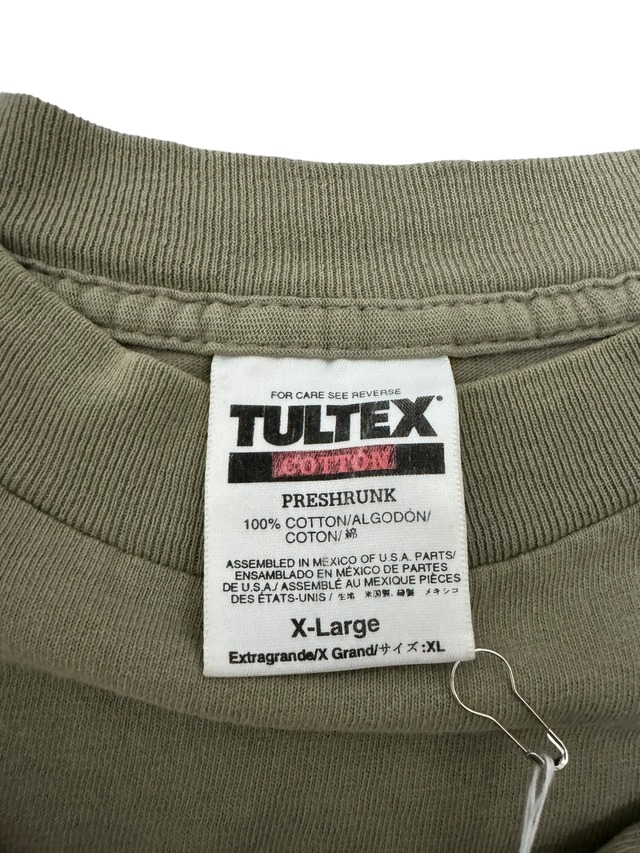 FOR CARE SEE REVERSE
TULTEX®
COTTON
PRESHRUNK
100% COTTON/ALGODÓN/
COTON/綿
ASSEMBLED IN MEXICO OF U.S.A. PARTS/
ENSAMBLADO EN MÉXICO DE PARTES
DE U.S.A./ ASSEMBLÉ AU MEXIQUE PIÈCES
DES ÉTATS-UNIS / 生地 米国製, 縫製 メキシコ
X-Large
Extragrande/X Grand/サイズ:XL